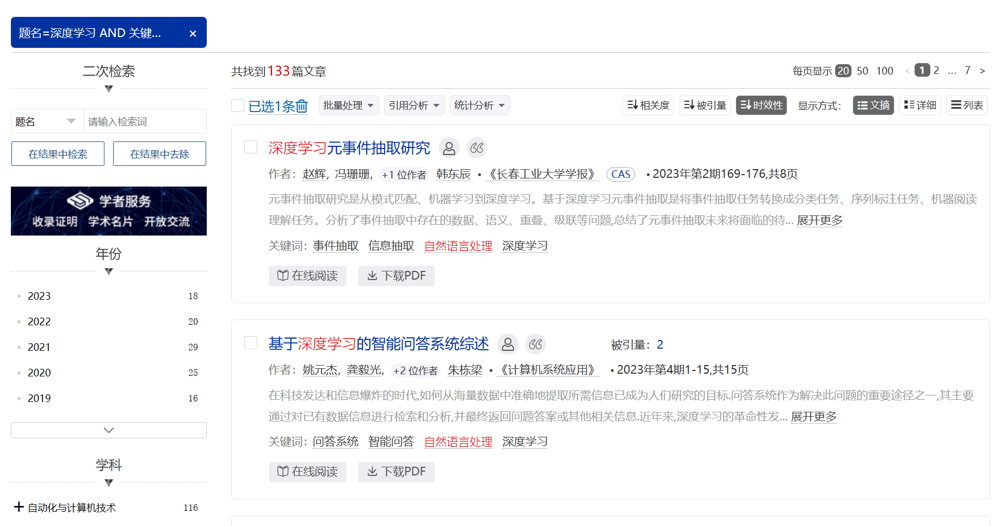 题名=深度学习 AND 关键... ×
二次检索
题名 请输入检索词
在结果中检索 在结果中去除
学者服务
收录证明 学术名片 开放交流
年份
2023 18
2022 20
2021 29
2020 25
2019 16
学科
自动化与计算机技术 116
共找到133篇文章
每页显示 20 50 100 < 1 2 ... 7 >
已选1条 批量处理 引用分析 统计分析 相关度 被引量 时效性 显示方式： 文摘 详细 列表
深度学习元事件抽取研究
作者： 赵辉, 冯珊珊, +1 位作者 韩东辰 • 《长春工业大学学报》 CAS • 2023年第2期169-176,共8页
元事件抽取研究是从模式匹配、机器学习到深度学习。基于深度学习元事件抽取是将事件抽取任务转换成分类任务、序列标注任务、机器阅读
理解任务。分析了事件抽取中存在的数据、语义、重叠、级联等问题,总结了元事件抽取未来将面临的待... 展开更多
关键词： 事件抽取 信息抽取 自然语言处理 深度学习
在线阅读 下载PDF
基于深度学习的智能问答系统综述 被引量：2
作者： 姚元杰, 龚毅光, +2 位作者 朱栋梁 • 《计算机系统应用》 • 2023年第4期1-15,共15页
在科技发达和信息爆炸的时代,如何从海量数据中准确地提取所需信息已成为人们研究的目标.问答系统作为解决此问题的重要途径之一,其主要
通过对已有数据信息进行检索和分析,并最终返回问题答案或其他相关信息.近年来,深度学习的革命性发... 展开更多
关键词： 问答系统 智能问答 自然语言处理 深度学习
在线阅读 下载PDF